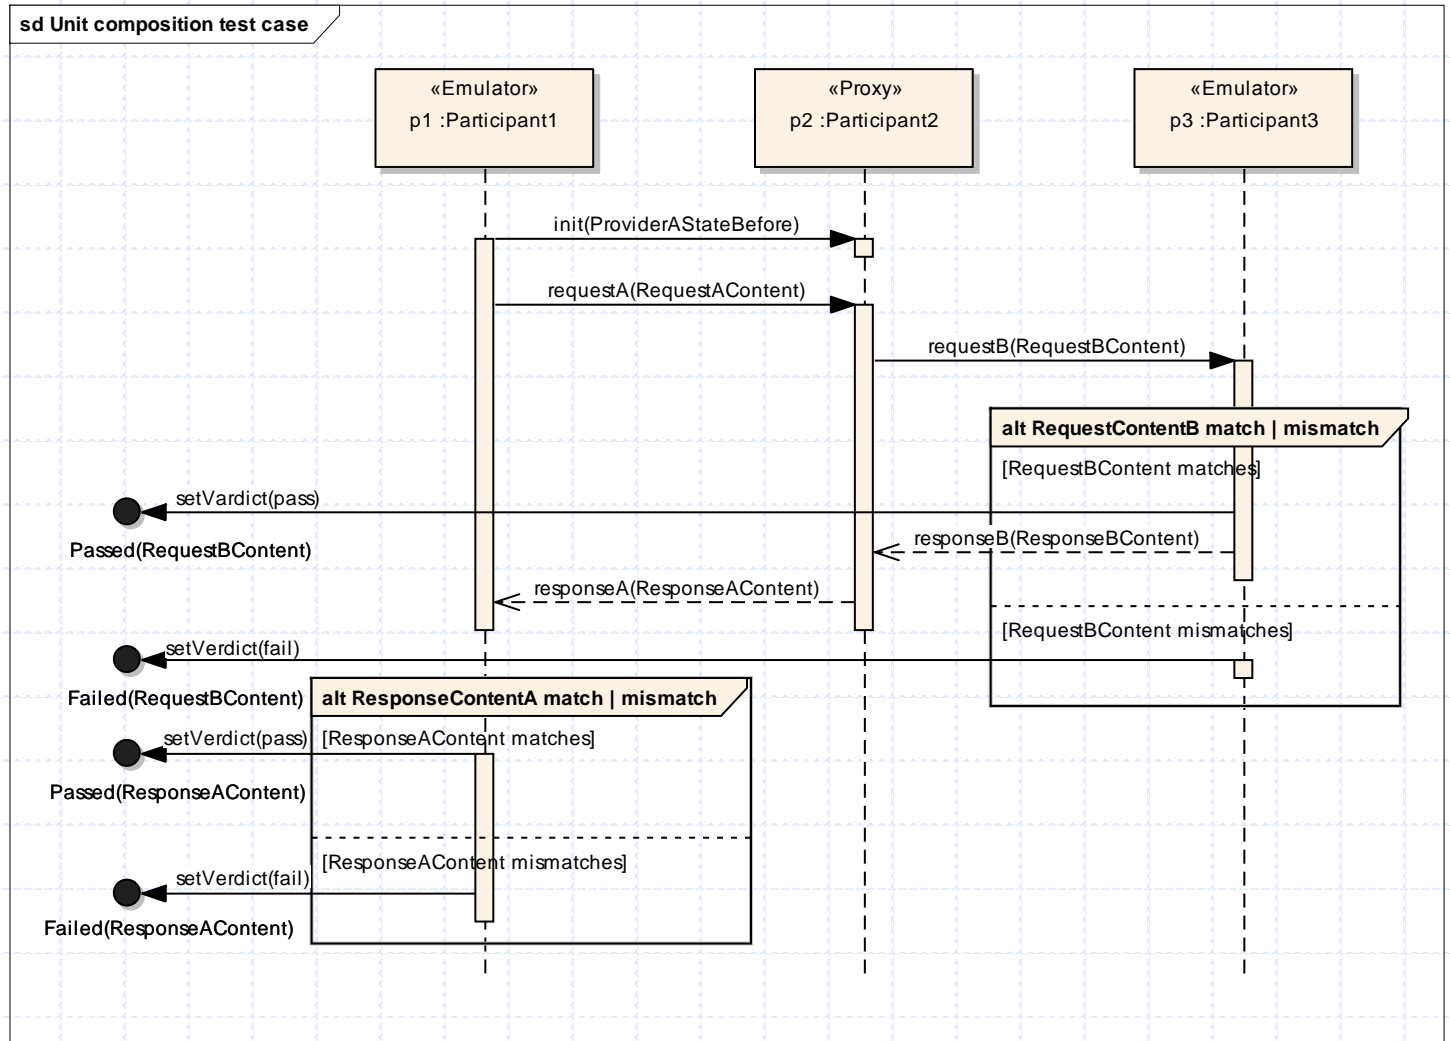 sd Unit composition test case
«Emulator»
p1 :Participant1
«Proxy»
p2 :Participant2
«Emulator»
p3 :Participant3
init(ProviderAStateBefore)
requestA(RequestAContent)
requestB(RequestBContent)
alt RequestContentB match | mismatch
[RequestBContent matches]
setVardict(pass)
Passed(RequestBContent)
responseB(ResponseBContent)
responseA(ResponseAContent)
[RequestBContent mismatches]
setVerdict(fail)
Failed(RequestBContent)
alt ResponseContentA match | mismatch
setVerdict(pass)
[ResponseAContent matches]
Passed(ResponseAContent)
[ResponseAContent mismatches]
setVerdict(fail)
Failed(ResponseAContent)